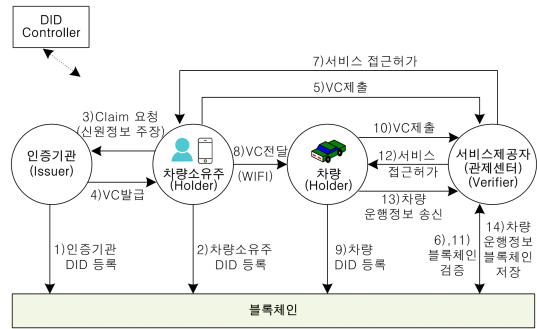 DID
Controller
7)서비스 접근허가
5)VC제출
3)Claim 요청
(신원정보 주장)
10)VC제출
8)VC전달
(WIFI)
12)서비스
접근허가
인증기관
(Issuer)
차량소유주
(Holder)
차량
(Holder)
서비스제공자
(관제센터)
(Verifier)
4)VC발급
13)차량
운행정보 송신
1)인증기관
DID 등록
2)차량소유주
DID 등록
9)차량
DID 등록
6),11)
블록체인
검증
14)차량
운행정보
블록체인
저장
블록체인